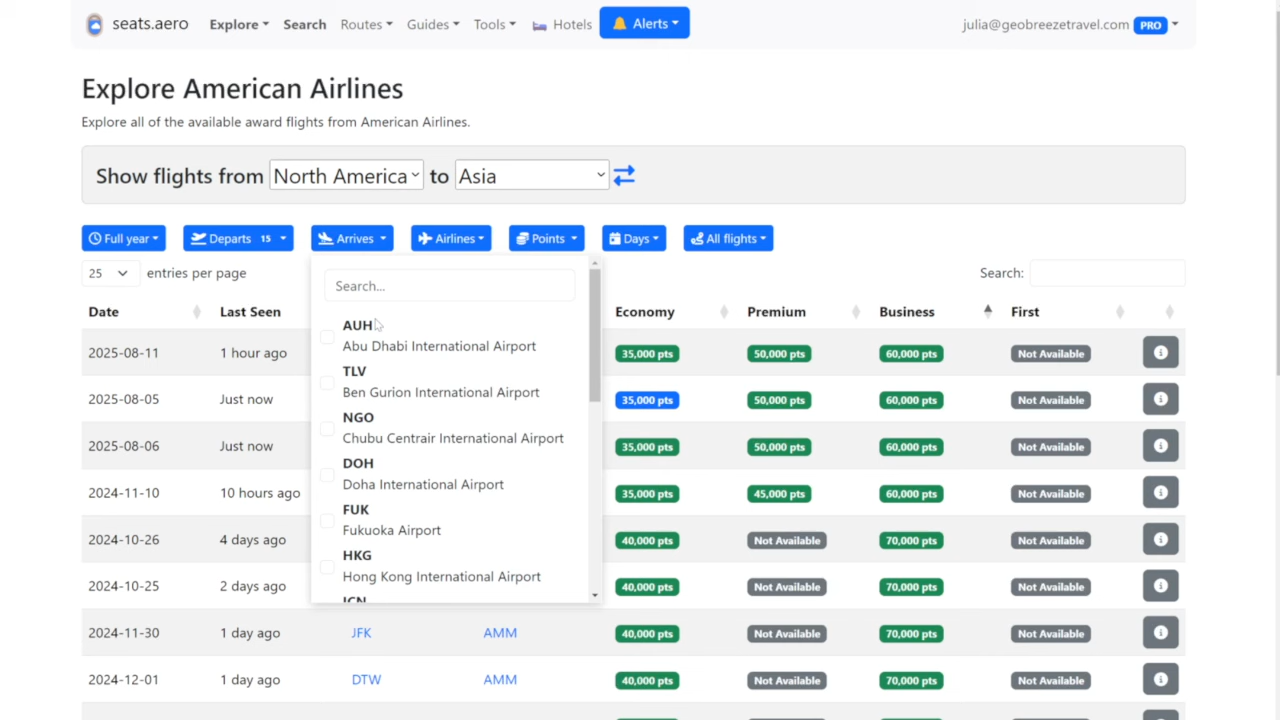 seats.aero Explore Search Routes Guides Tools Hotels Alerts julia@geobreezetravel.com PRO
Explore American Airlines
Explore all of the available award flights from American Airlines.
Show flights from North America to Asia
Full year Departs 15 Arrives Airlines Points Days All flights
25 entries per page Search:
Search...
Date Last Seen Economy Premium Business First
AUH
Abu Dhabi International Airport
TLV
Ben Gurion International Airport
NGO
Chubu Centrair International Airport
DOH
Doha International Airport
FUK
Fukuoka Airport
HKG
Hong Kong International Airport
ICN
2025-08-11 1 hour ago 35,000 pts 50,000 pts 60,000 pts Not Available
2025-08-05 Just now 35,000 pts 50,000 pts 60,000 pts Not Available
2025-08-06 Just now 35,000 pts 50,000 pts 60,000 pts Not Available
2024-11-10 10 hours ago 35,000 pts 45,000 pts 60,000 pts Not Available
2024-10-26 4 days ago 40,000 pts Not Available 70,000 pts Not Available
2024-10-25 2 days ago 40,000 pts Not Available 70,000 pts Not Available
2024-11-30 1 day ago JFK AMM 40,000 pts Not Available 70,000 pts Not Available
2024-12-01 1 day ago DTW AMM 40,000 pts Not Available 70,000 pts Not Available